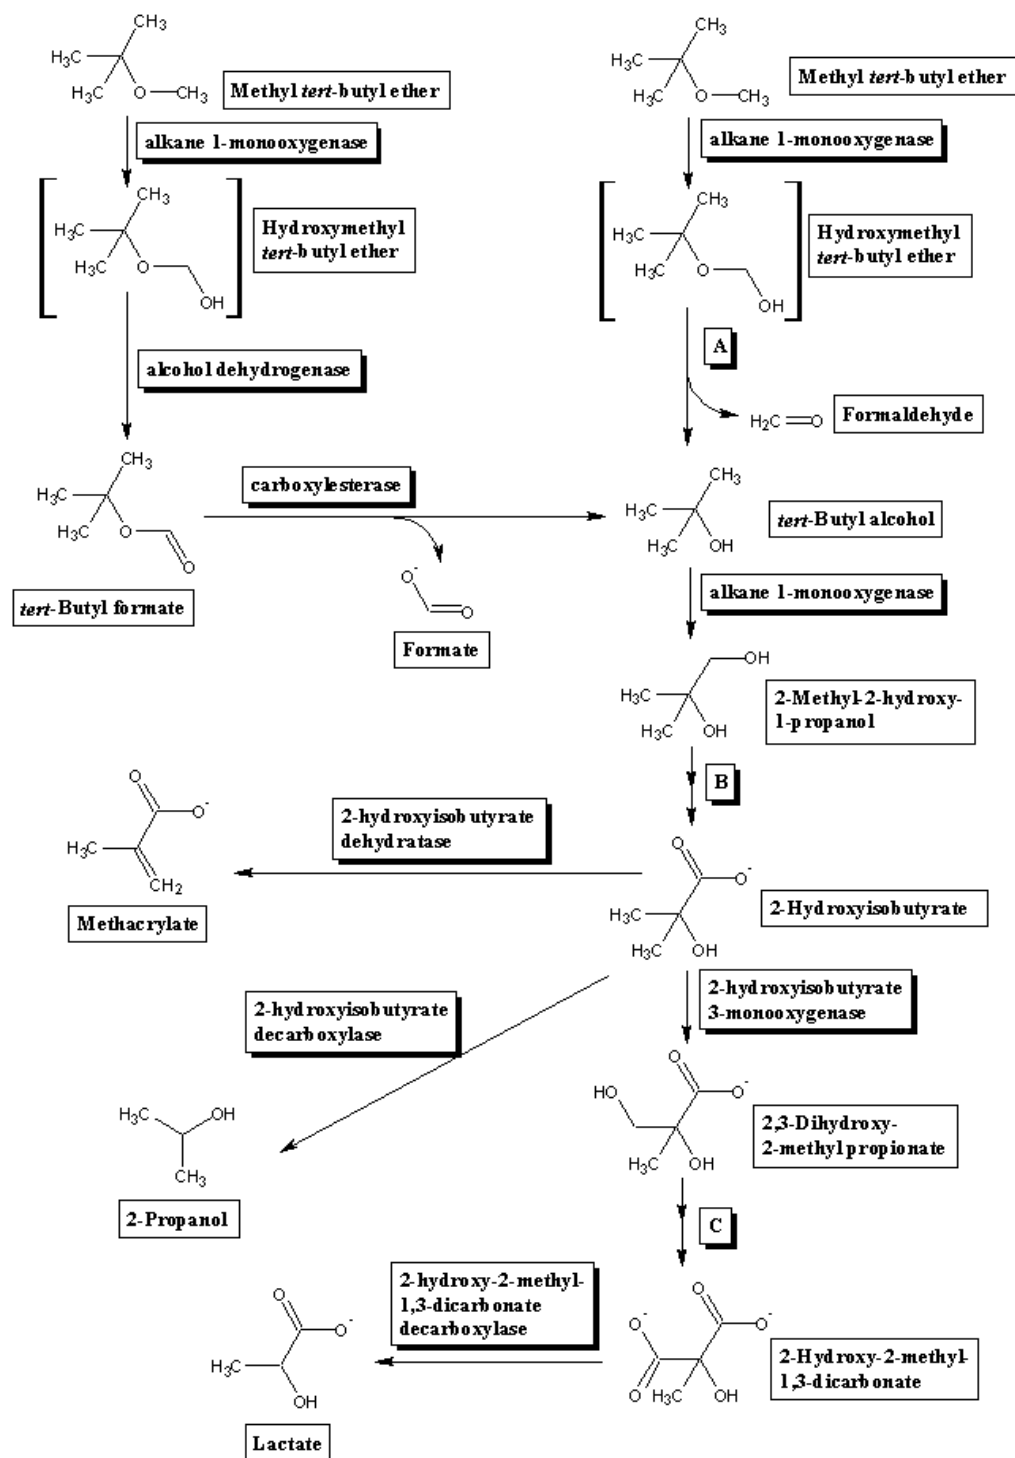 CH₃
H₃C
H₃C
O
CH₃
Methyl tert-butyl ether
CH₃
H₃C
H₃C
O
CH₃
Methyl tert-butyl ether
alkane 1-monooxygenase
alkane 1-monooxygenase
CH₃
H₃C
H₃C
O
OH
Hydroxymethyl
tert-butyl ether
CH₃
H₃C
H₃C
O
OH
Hydroxymethyl
tert-butyl ether
alcohol dehydrogenase
A
H₂C
O
Formaldehyde
CH₃
H₃C
H₃C
O
O
tert-Butyl formate
carboxylesterase
O⁻
O
Formate
CH₃
H₃C
H₃C
OH
tert-Butyl alcohol
alkane 1-monooxygenase
OH
H₃C
H₃C
OH
2-Methyl-2-hydroxy-
1-propanol
B
O
O⁻
H₃C
CH₂
Methacrylate
2-hydroxyisobutyrate
dehydratase
O
O⁻
H₃C
H₃C
OH
2-Hydroxyisobutyrate
2-hydroxyisobutyrate
decarboxylase
2-hydroxyisobutyrate
3-monooxygenase
H₃C
OH
CH₃
2-Propanol
O
O⁻
HO
H₃C
OH
2,3-Dihydroxy-
2-methyl propionate
C
O
O⁻
H₃C
OH
Lactate
2-hydroxy-2-methyl-
1,3-dicarbonate
decarboxylase
O
O⁻
O⁻
O
H₃C
OH
2-Hydroxy-2-methyl-
1,3-dicarbonate